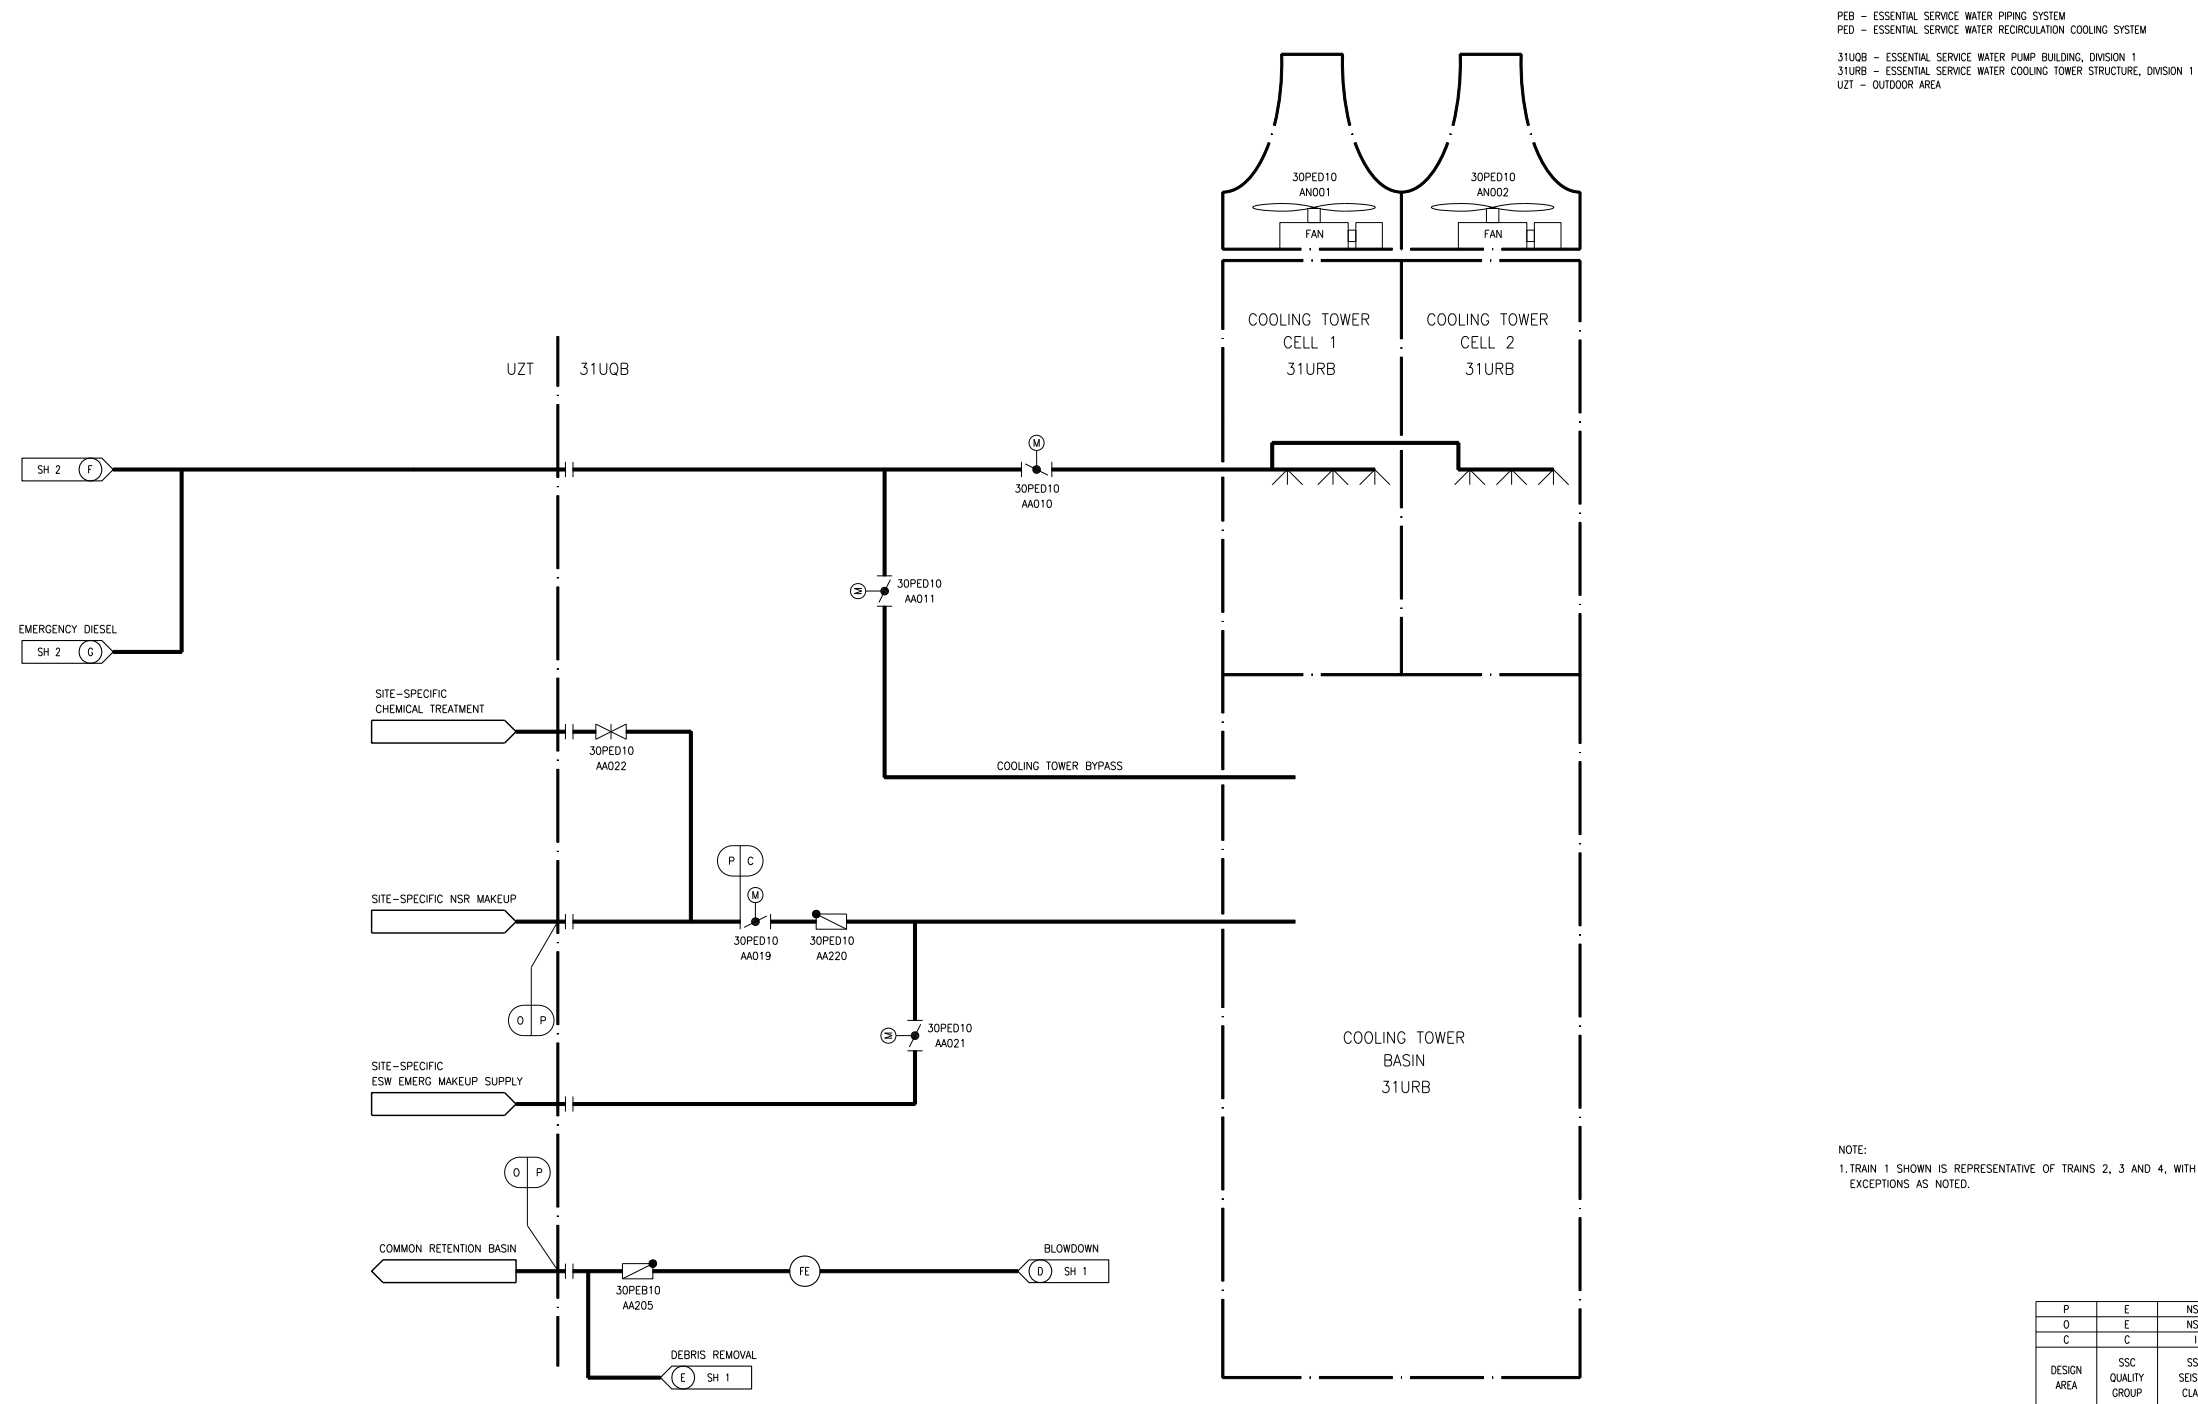 PEB - ESSENTIAL SERVICE WATER PIPING SYSTEM
PED - ESSENTIAL SERVICE WATER RECIRCULATION COOLING SYSTEM
31UQB - ESSENTIAL SERVICE WATER PUMP BUILDING, DIVISION 1
31URB - ESSENTIAL SERVICE WATER COOLING TOWER STRUCTURE, DIVISION 1
UZT - OUTDOOR AREA
30PED10
AN001
FAN
30PED10
AN002
FAN
COOLING TOWER
CELL 1
31URB
COOLING TOWER
CELL 2
31URB
UZT
31UQB
SH 2 F
M
30PED10
AA010
M
30PED10
AA011
EMERGENCY DIESEL
SH 2 G
SITE-SPECIFIC
CHEMICAL TREATMENT
30PED10
AA022
COOLING TOWER BYPASS
P C
M
SITE-SPECIFIC NSR MAKEUP
30PED10
AA019
30PED10
AA220
O P
M
30PED10
AA021
COOLING TOWER
BASIN
31URB
SITE-SPECIFIC
ESW EMERG MAKEUP SUPPLY
O P
COMMON RETENTION BASIN
30PEB10
AA205
FE
BLOWDOWN
D SH 1
DEBRIS REMOVAL
E SH 1
NOTE:
1. TRAIN 1 SHOWN IS REPRESENTATIVE OF TRAINS 2, 3 AND 4, WITH
EXCEPTIONS AS NOTED.
P E NS
O E NS
C C I
DESIGN
AREA
SSC
QUALITY
GROUP
SS
SEIS
CLA